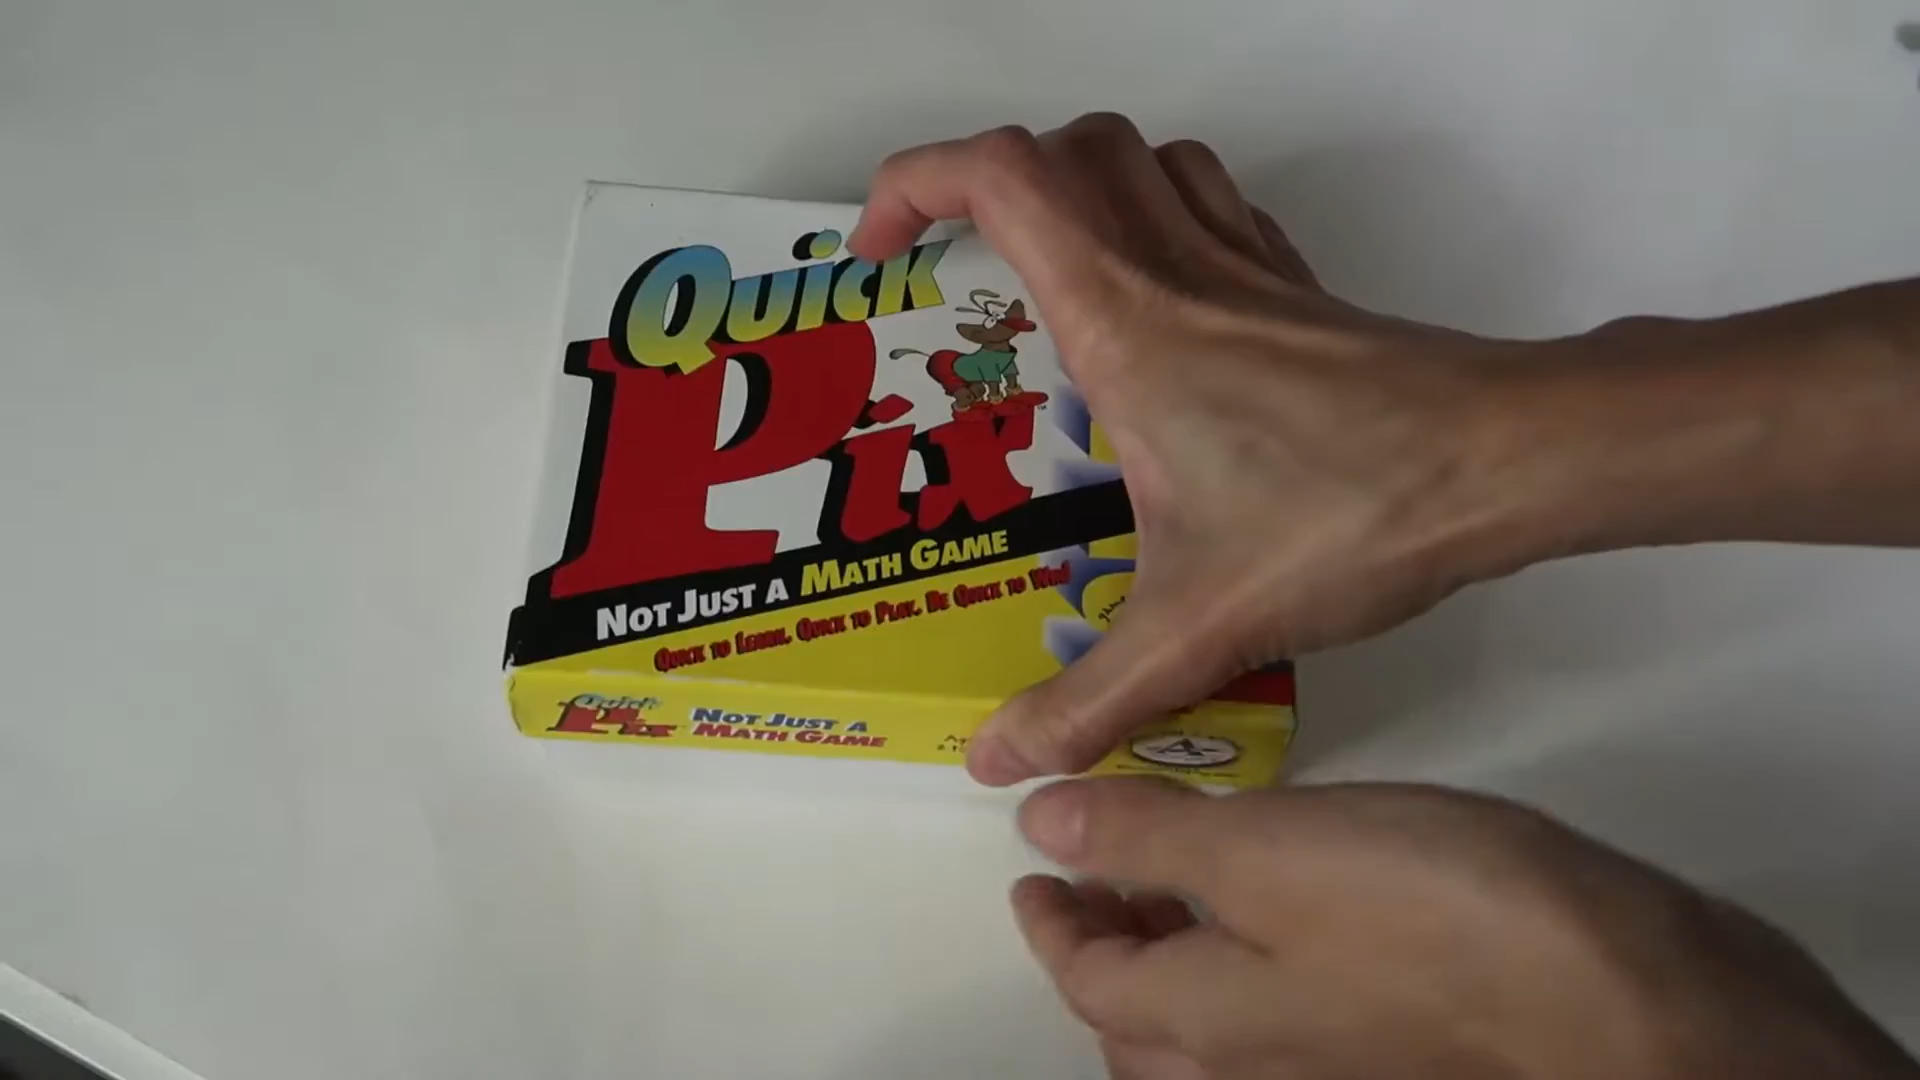 Quick
Pix
NOT JUST A MATH GAME
QUICK TO LEARN. QUICK TO PLAY. BE QUICK TO WIN!
Quick
Pix
NOT JUST A
MATH GAME